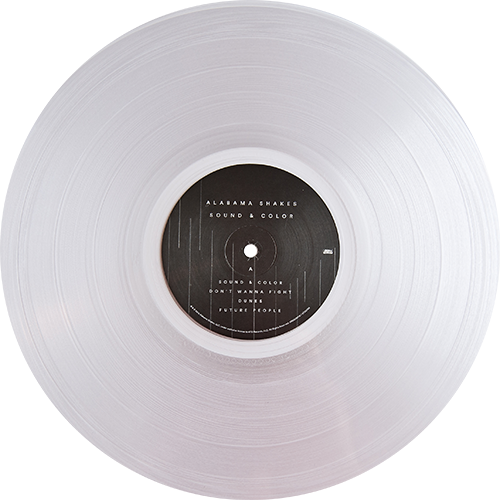 ALABAMA SHAKES
SOUND & COLOR
A
SOUND & COLOR
DON'T WANNA FIGHT
DUNES
FUTURE PEOPLE